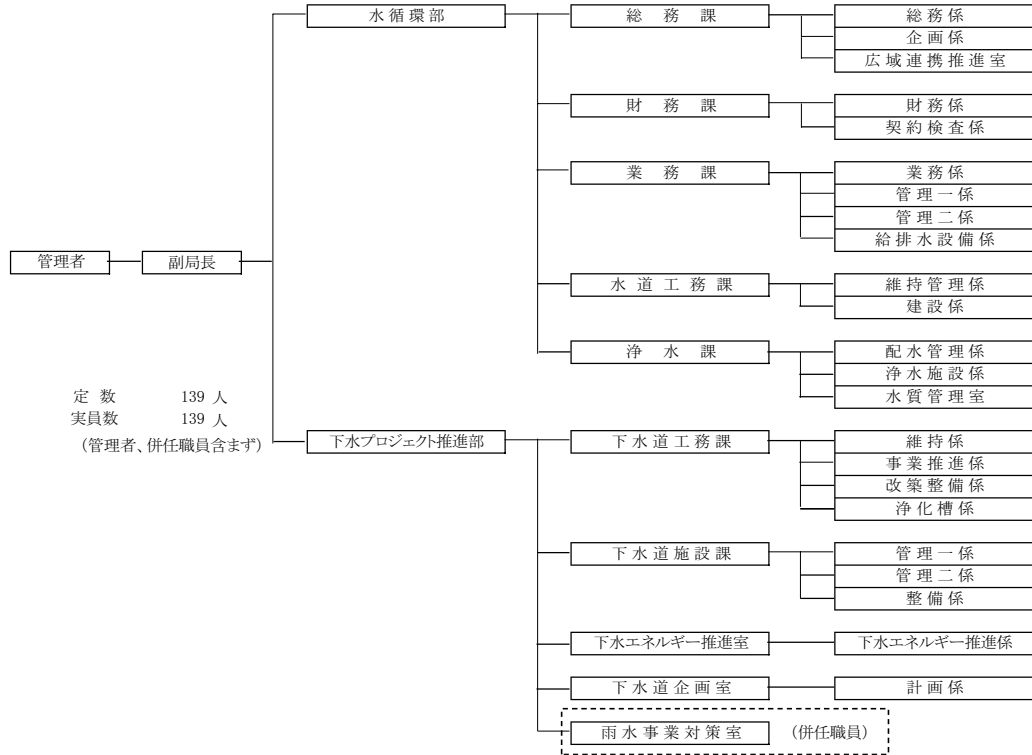 水循環部 総務課 総務係
企画係
広域連携推進室
財務課 財務係
契約検査係
業務課 業務係
管理一係
管理二係
給排水設備係
管理者 副局長
水道工務課 維持管理係
建設係
浄水課 配水管理係
浄水施設係
水質管理室
定数 139 人
実員数 139 人
(管理者、併任職員含まず)
下水プロジェクト推進部 下水道工務課 維持係
事業推進係
改築整備係
浄化槽係
下水道施設課 管理一係
管理二係
整備係
下水エネルギー推進室 下水エネルギー推進係
下水道企画室 計画係
雨水事業対策室 (併任職員)